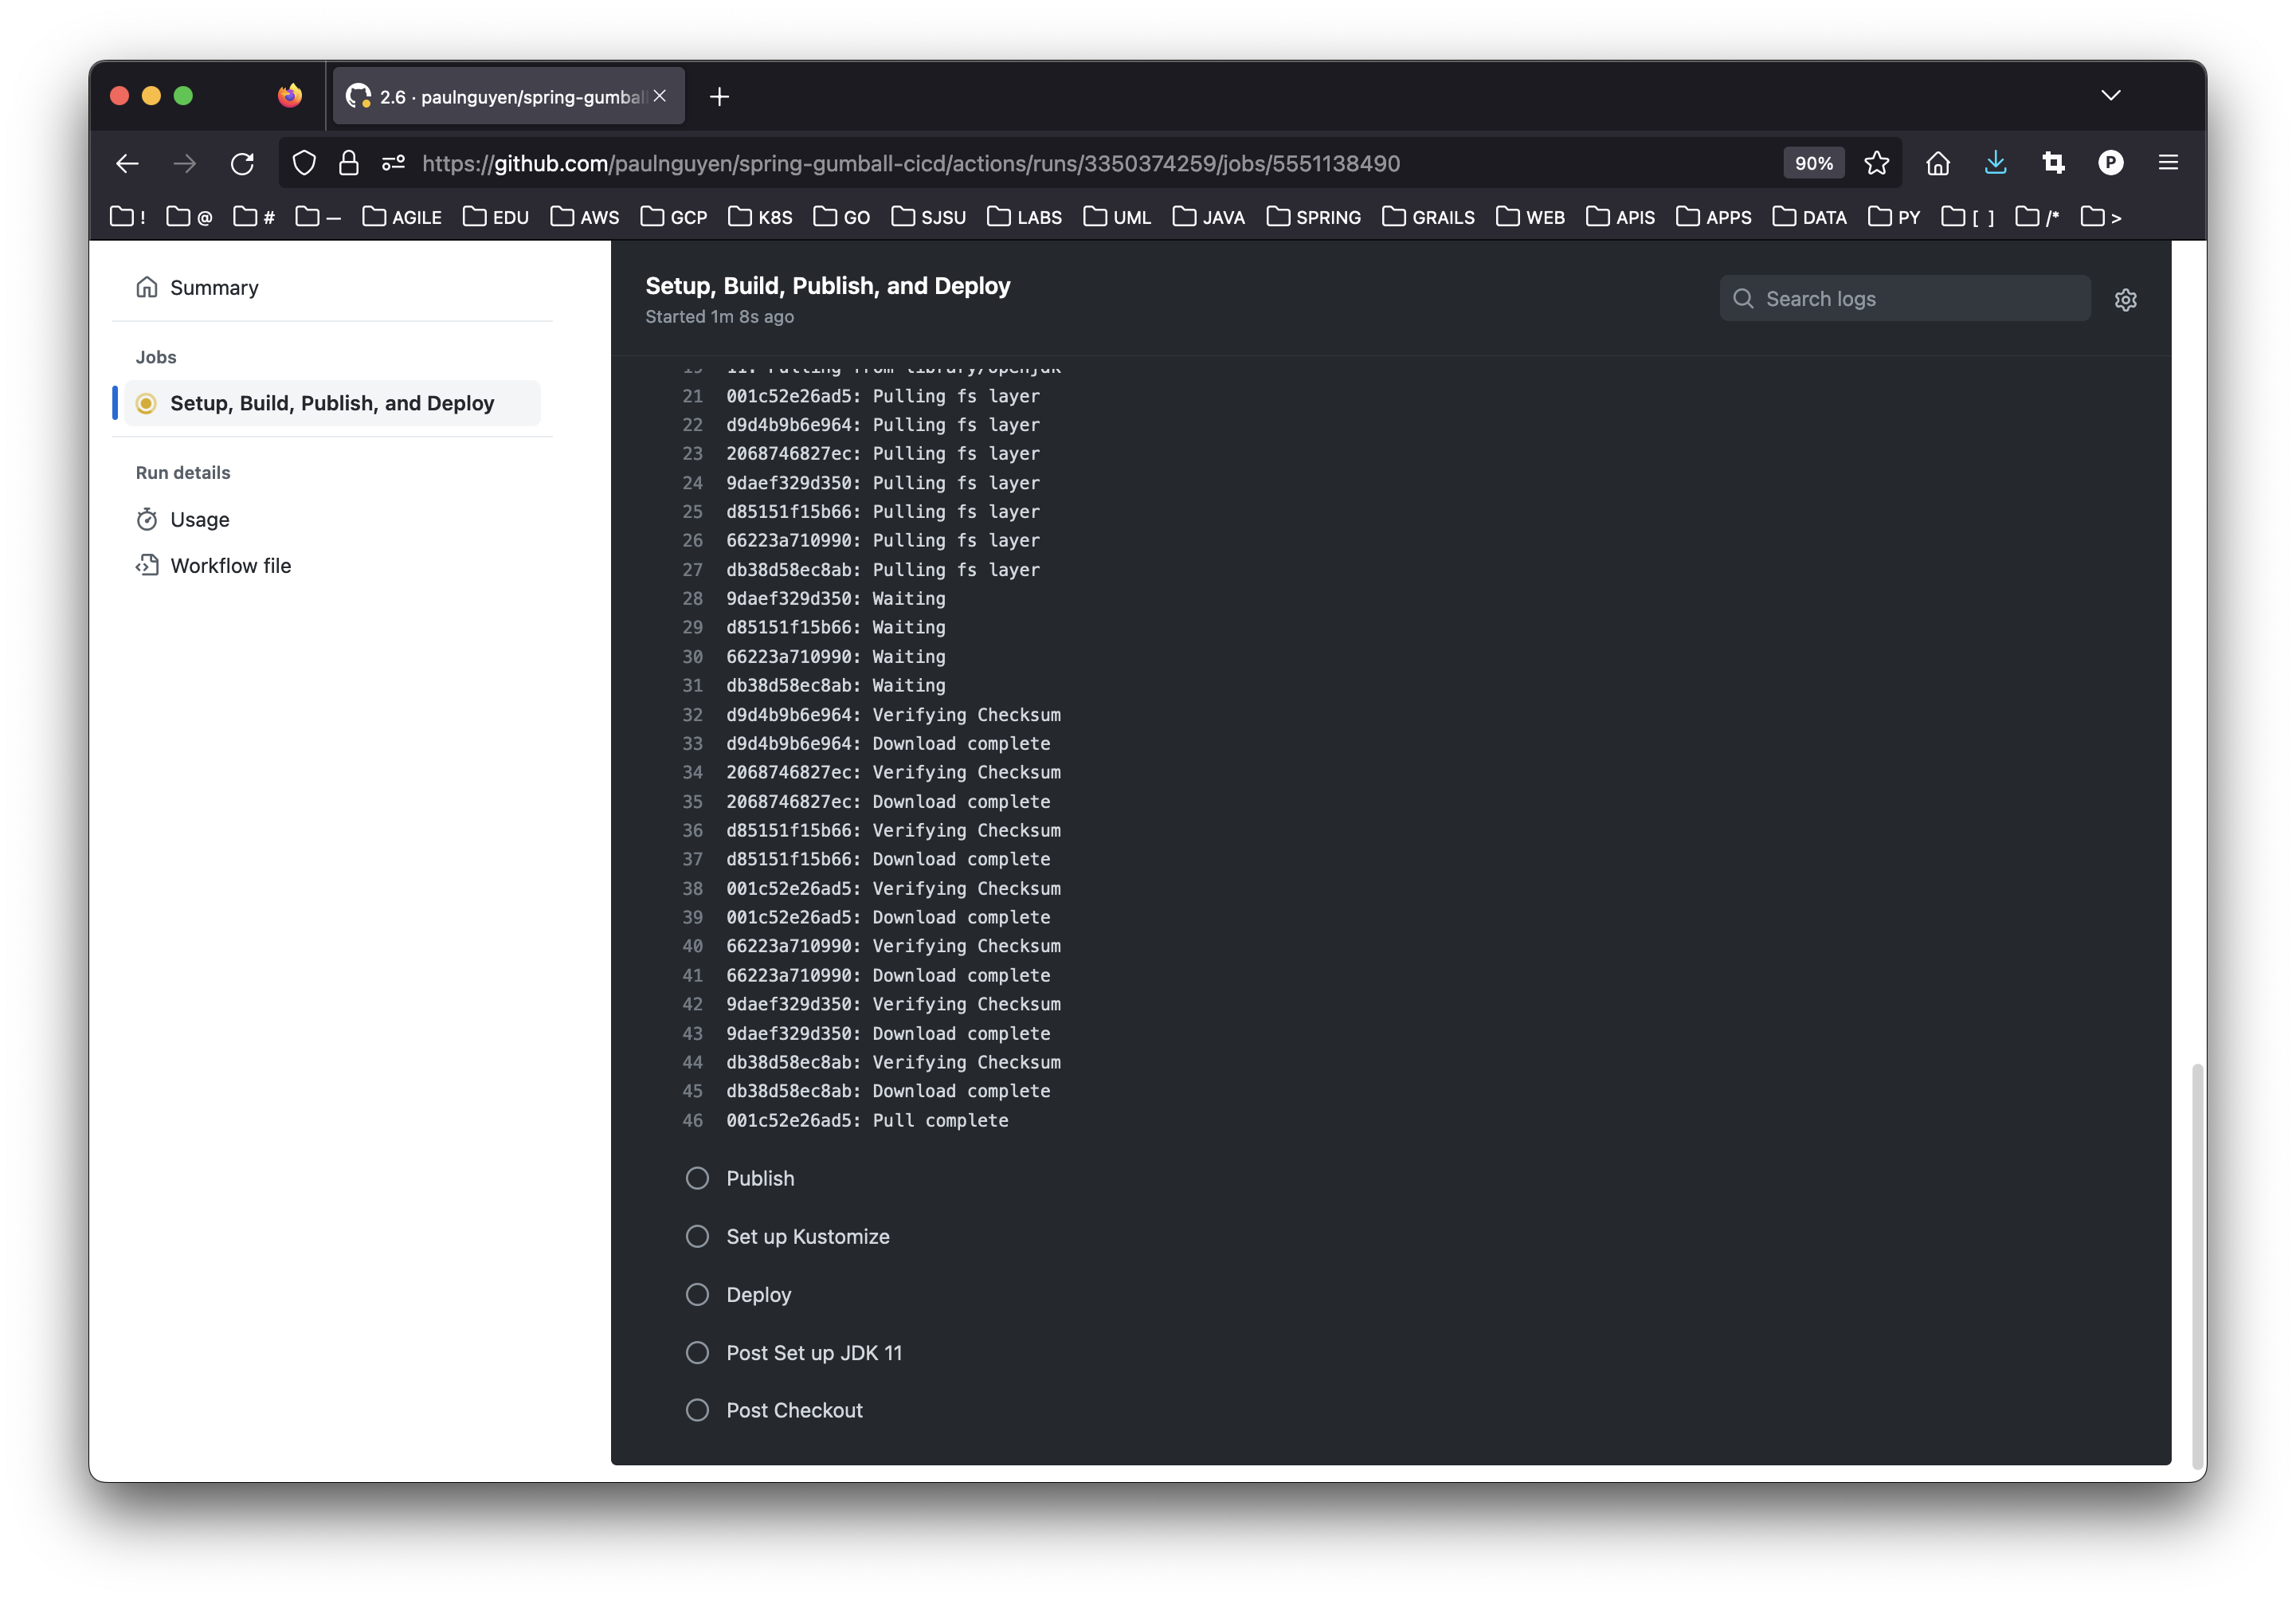 2.6 · paulnguyen/spring-gumbal
https://github.com/paulnguyen/spring-gumball-cicd/actions/runs/3350374259/jobs/5551138490
90%
P
! @ # — AGILE EDU AWS GCP K8S GO SJSU LABS UML JAVA SPRING GRAILS WEB APIS APPS DATA PY [ ] /* >
Summary
Jobs
Setup, Build, Publish, and Deploy
Run details
Usage
Workflow file
Setup, Build, Publish, and Deploy
Started 1m 8s ago
Search logs
11: Pulling from library/openjdk
21 001c52e26ad5: Pulling fs layer
22 d9d4b9b6e964: Pulling fs layer
23 2068746827ec: Pulling fs layer
24 9daef329d350: Pulling fs layer
25 d85151f15b66: Pulling fs layer
26 66223a710990: Pulling fs layer
27 db38d58ec8ab: Pulling fs layer
28 9daef329d350: Waiting
29 d85151f15b66: Waiting
30 66223a710990: Waiting
31 db38d58ec8ab: Waiting
32 d9d4b9b6e964: Verifying Checksum
33 d9d4b9b6e964: Download complete
34 2068746827ec: Verifying Checksum
35 2068746827ec: Download complete
36 d85151f15b66: Verifying Checksum
37 d85151f15b66: Download complete
38 001c52e26ad5: Verifying Checksum
39 001c52e26ad5: Download complete
40 66223a710990: Verifying Checksum
41 66223a710990: Download complete
42 9daef329d350: Verifying Checksum
43 9daef329d350: Download complete
44 db38d58ec8ab: Verifying Checksum
45 db38d58ec8ab: Download complete
46 001c52e26ad5: Pull complete
Publish
Set up Kustomize
Deploy
Post Set up JDK 11
Post Checkout